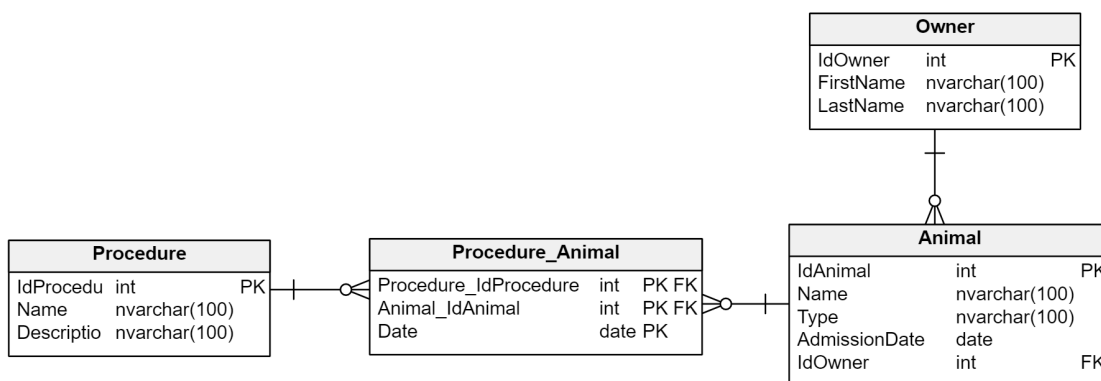 Owner
IdOwner int PK
FirstName nvarchar(100)
LastName nvarchar(100)
Procedure
IdProcedu int PK
Name nvarchar(100)
Descriptio nvarchar(100)
Procedure_Animal
Procedure_IdProcedure int PK FK
Animal_IdAnimal int PK FK
Date date PK
Animal
IdAnimal int PK
Name nvarchar(100)
Type nvarchar(100)
AdmissionDate date
IdOwner int FK